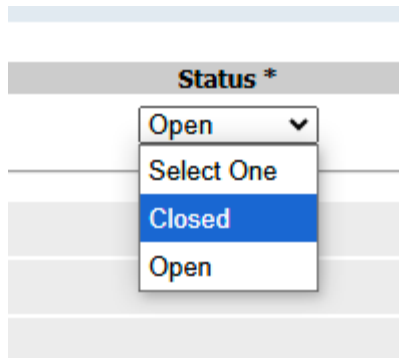 Status *
Open
Select One
Closed
Open